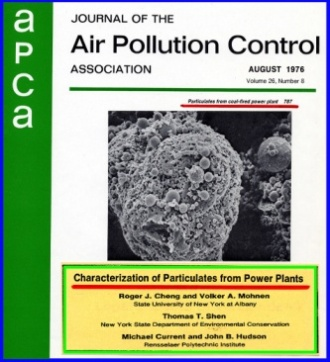 aPCa
JOURNAL OF THE
Air Pollution Control
ASSOCIATION
AUGUST 1976
Volume 26, Number 8
Particulates from coal-fired power plant 787
Characterization of Particulates from Power Plants
Roger J. Cheng and Volker A. Mohnen
State University of New York at Albany
Thomas T. Shen
New York State Department of Environmental Conservation
Michael Current and John B. Hudson
Rensselaer Polytechnic Institute